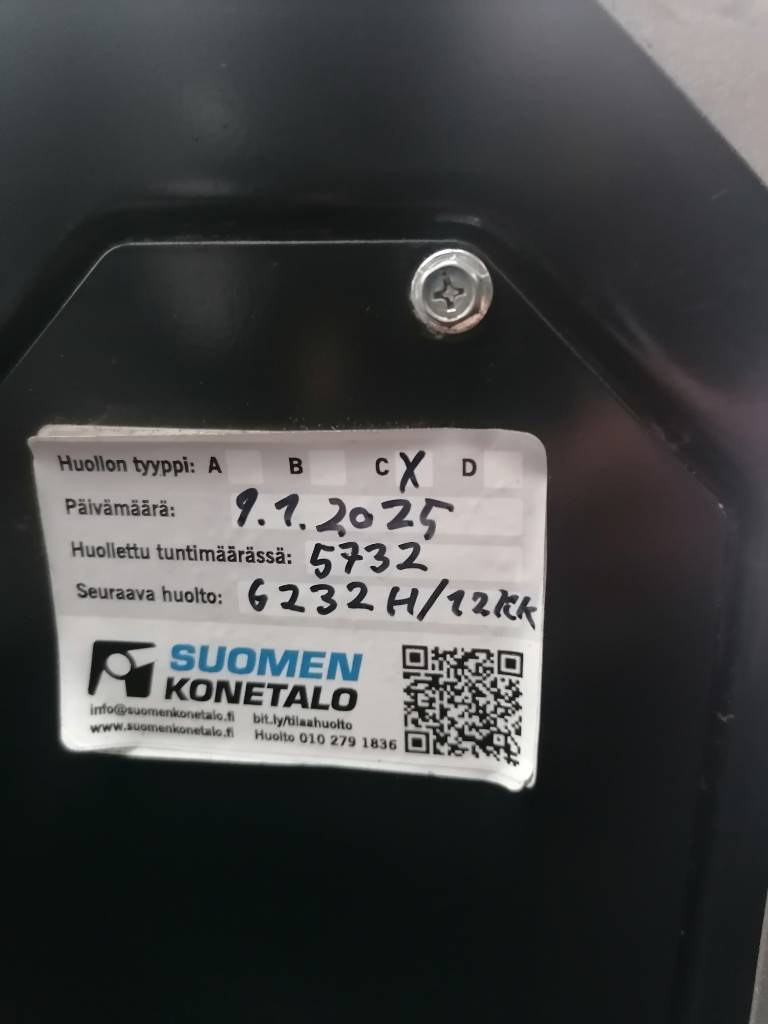 Huollon tyyppi: A B C X D
Päivämäärä: 9.1.2025
Huollettu tuntimäärässä: 5732
Seuraava huolto: 6232 H/12KK
SUOMEN
KONETALO
info@suomenkonetalo.fi bit.ly/tilaahuolto
www.suomenkonetalo.fi Huolto 010 279 1836